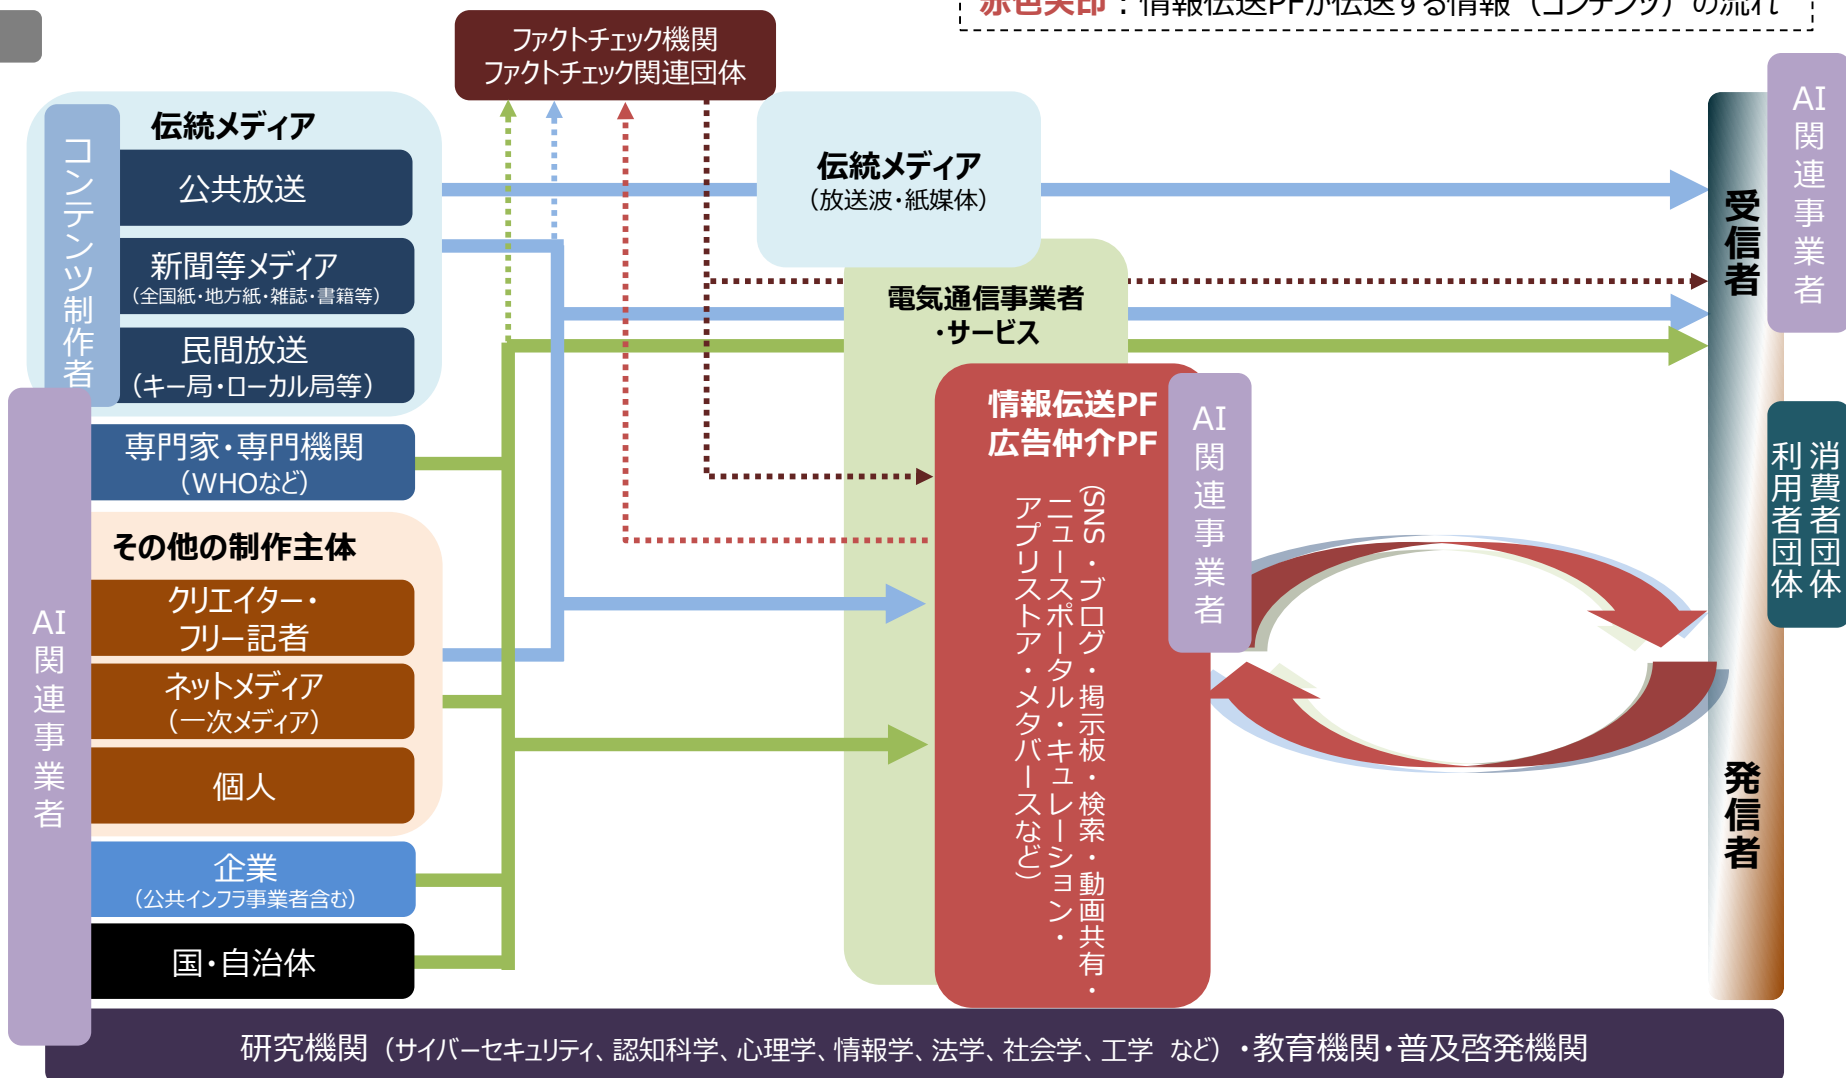 赤色矢印：情報伝送PFが伝送する情報（コンテンツ）の流れ
ファクトチェック機関
ファクトチェック関連団体
コンテンツ制作者
伝統メディア
公共放送
新聞等メディア
（全国紙・地方紙・雑誌・書籍等）
民間放送
（キー局・ローカル局等）
専門家・専門機関
（WHOなど）
その他の制作主体
クリエイター・
フリー記者
ネットメディア
（一次メディア）
個人
企業
（公共インフラ事業者含む）
国・自治体
AI関連事業者
伝統メディア
（放送波・紙媒体）
電気通信事業者
・サービス
情報伝送PF
広告仲介PF
（SNS・ブログ・掲示板・検索・動画共有・
ニュースポータル・キュレーション・
アプリストア・メタバースなど）
AI関連事業者
受信者
発信者
AI関連事業者
消費者団体
利用者団体
研究機関（サイバーセキュリティ、認知科学、心理学、情報学、法学、社会学、工学 など）・教育機関・普及啓発機関